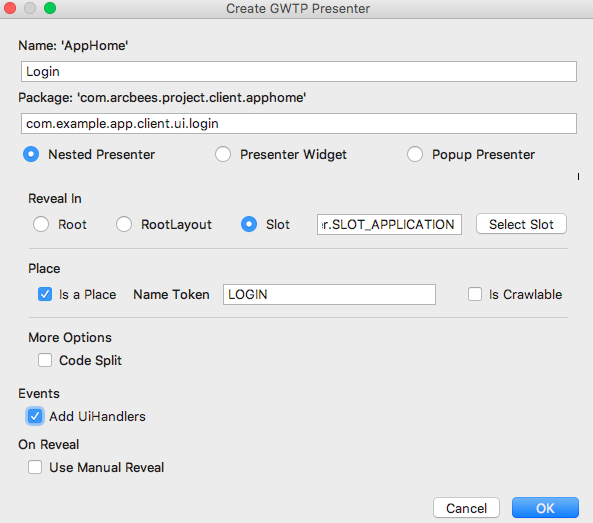 Create GWTP Presenter
Name: 'AppHome'
Login
Package: 'com.arcbees.project.client.apphome'
com.example.app.client.ui.login
Nested Presenter Presenter Widget Popup Presenter
Reveal In
Root RootLayout Slot r.SLOT_APPLICATION Select Slot
Place
Is a Place Name Token LOGIN Is Crawlable
More Options
Code Split
Events
Add UiHandlers
On Reveal
Use Manual Reveal
Cancel OK